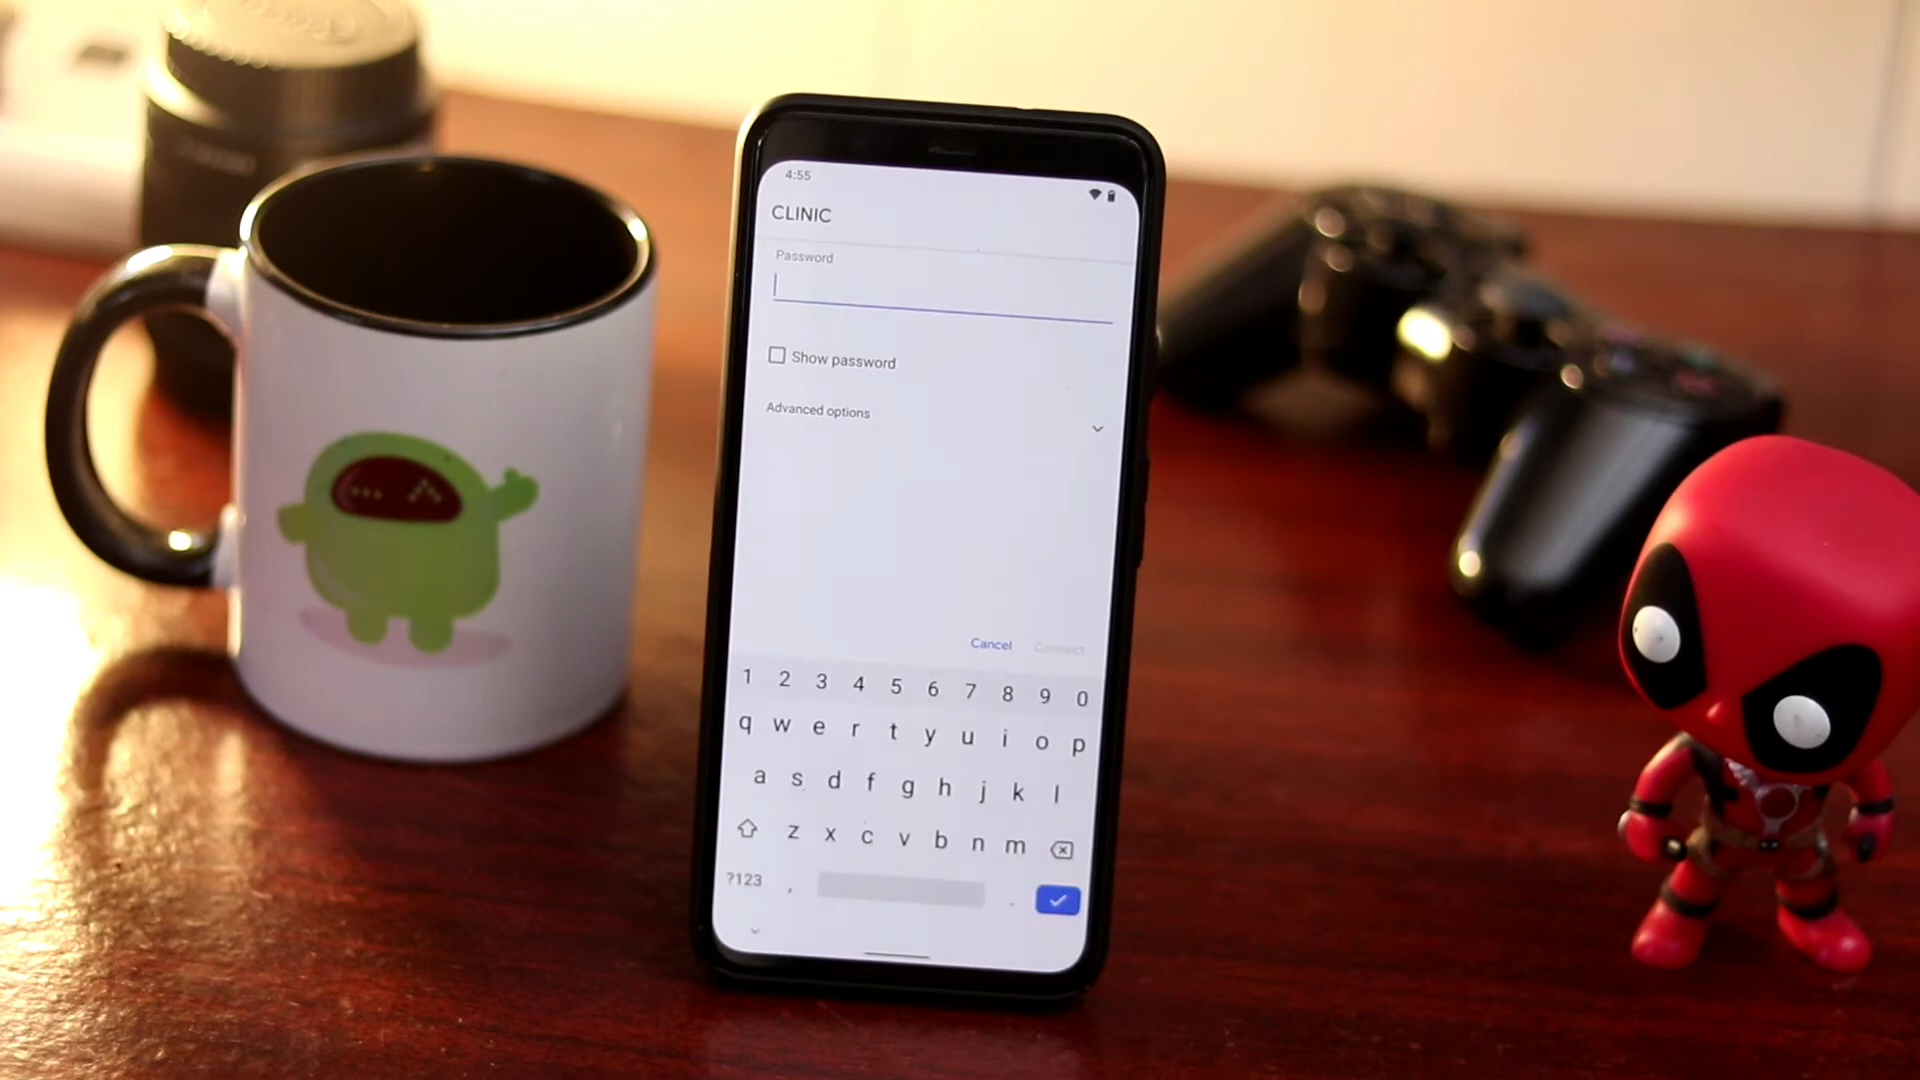 4:55
CLINIC
Password
Show password
Advanced options
Cancel Connect
1 2 3 4 5 6 7 8 9 0
q w e r t y u i o p
a s d f g h j k l
z x c v b n m
?123 , .